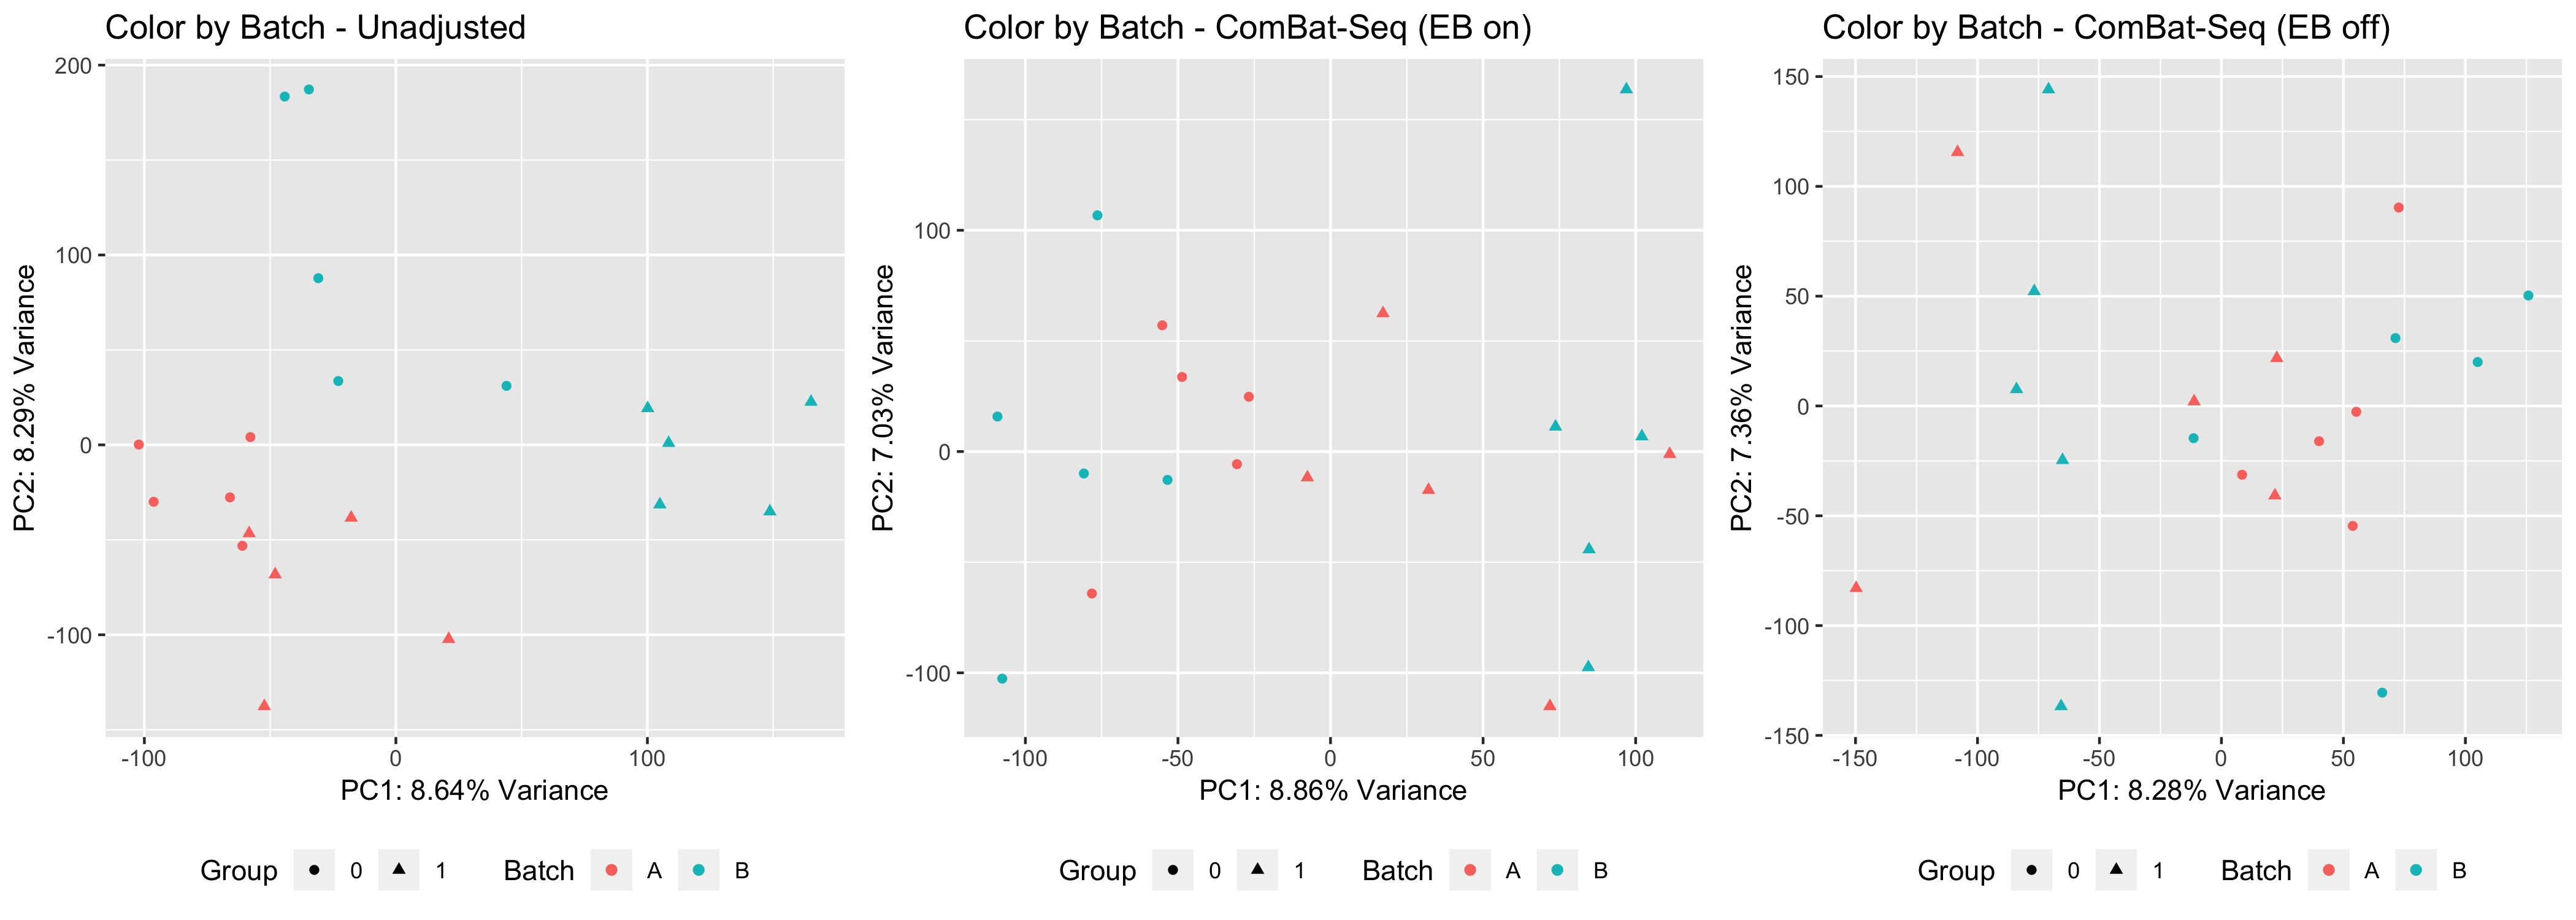 Color by Batch - Unadjusted
200
100
0
-100
PC2: 8.29% Variance
-100 0 100
PC1: 8.64% Variance
Group 0 1 Batch A B
Color by Batch - ComBat-Seq (EB on)
100
0
-100
PC2: 7.03% Variance
-100 -50 0 50 100
PC1: 8.86% Variance
Group 0 1 Batch A B
Color by Batch - ComBat-Seq (EB off)
150
100
50
0
-50
-100
-150
PC2: 7.36% Variance
-150 -100 -50 0 50 100
PC1: 8.28% Variance
Group 0 1 Batch A B